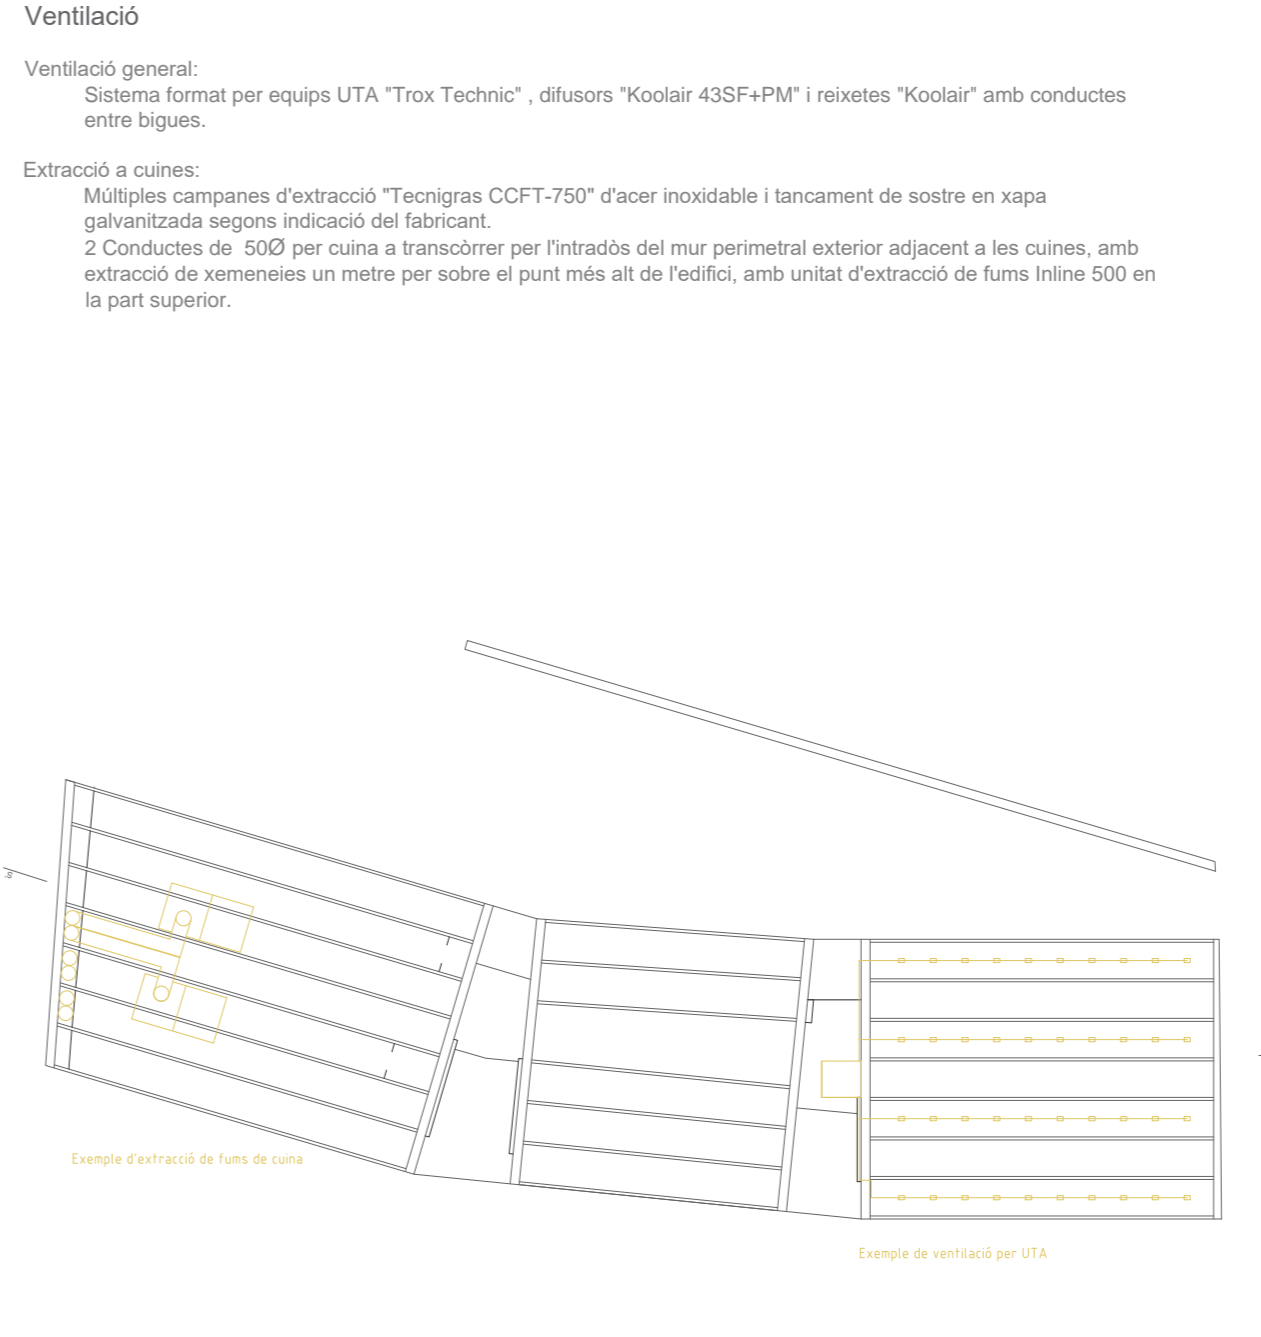 Ventilació
Ventilació general:
Sistema format per equips UTA "Trox Technic" , difusors "Koolair 43SF+PM" i reixetes "Koolair" amb conductes
entre bigues.
Extracció a cuines:
Múltiples campanes d'extracció "Tecnigras CCFT-750" d'acer inoxidable i tancament de sostre en xapa
galvanitzada segons indicació del fabricant.
2 Conductes de  50Ø per cuina a transcòrrer per l'intradòs del mur perimetral exterior adjacent a les cuines, amb
extracció de xemeneies un metre per sobre el punt més alt de l'edifici, amb unitat d'extracció de fums Inline 500 en
la part superior.
Exemple d'extracció de fums de cuina
Exemple de ventilació per UTA